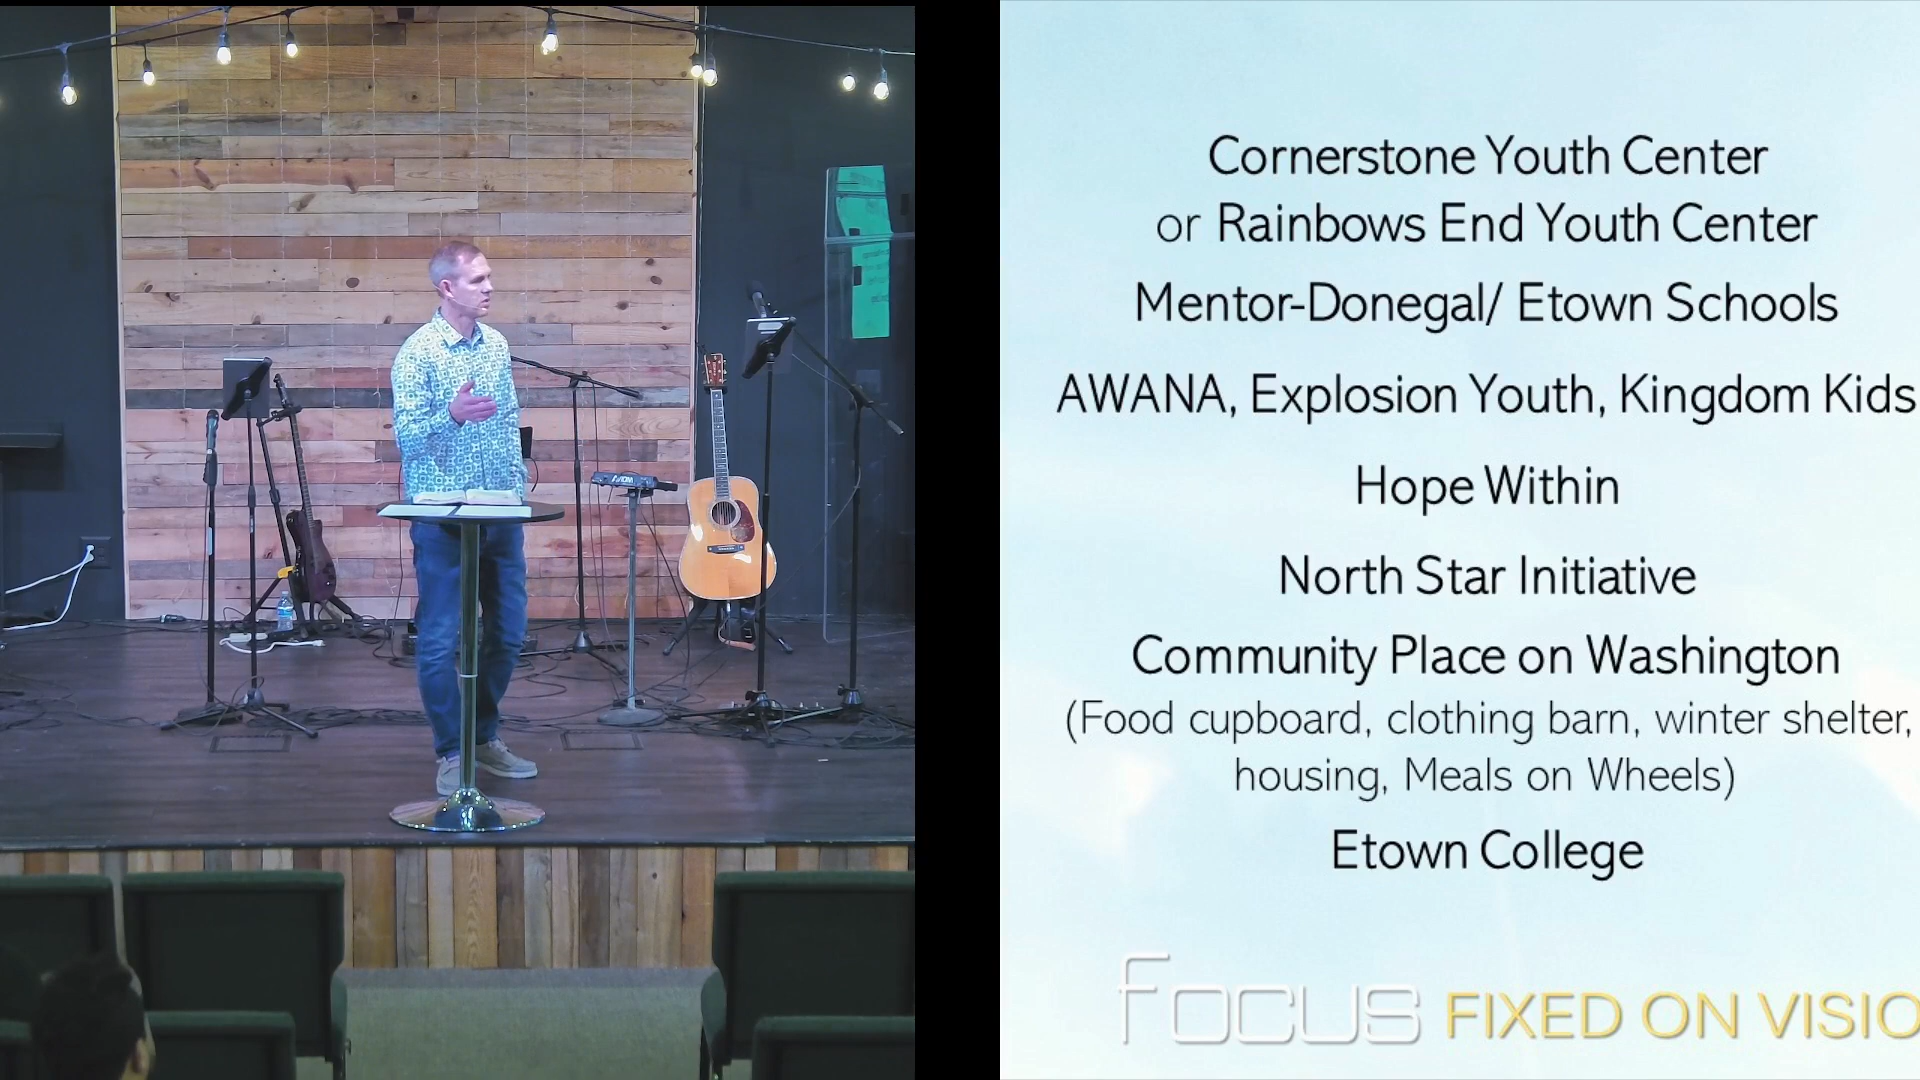 Cornerstone Youth Center
or Rainbows End Youth Center
Mentor-Donegal/ Etown Schools
AWANA, Explosion Youth, Kingdom Kids
Hope Within
North Star Initiative
Community Place on Washington
(Food cupboard, clothing barn, winter shelter,
housing, Meals on Wheels)
Etown College
FOCUS FIXED ON VISIO
AVIOM